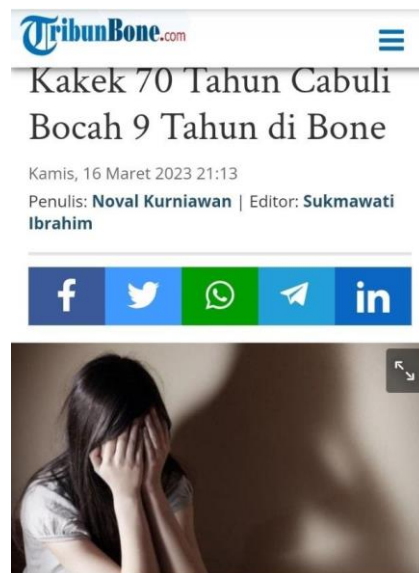 TribunBone.com
Kakek 70 Tahun Cabuli
Bocah 9 Tahun di Bone
Kamis, 16 Maret 2023 21:13
Penulis: Noval Kurniawan | Editor: Sukmawati
Ibrahim
f in